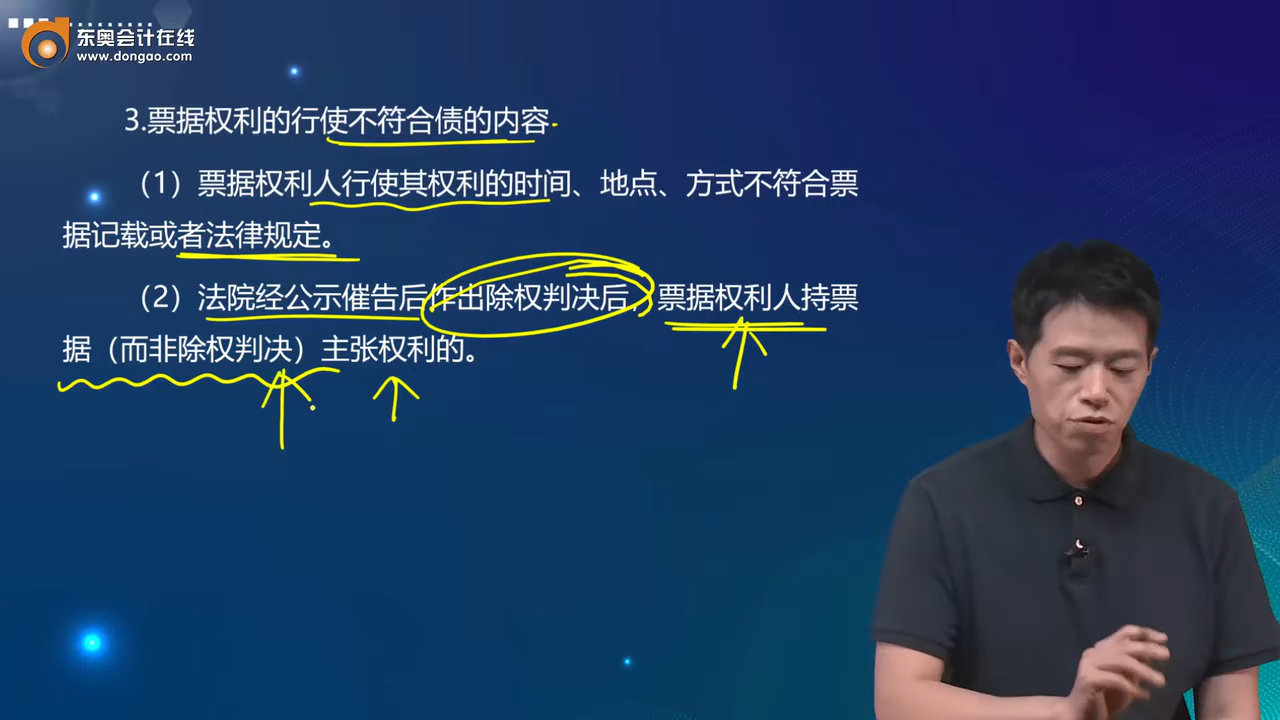 东奥会计在线
www.dongao.com
3.票据权利的行使不符合债的内容
（1）票据权利人行使其权利的时间、地点、方式不符合票
据记载或者法律规定。
（2）法院经公示催告后作出除权判决后，票据权利人持票
据（而非除权判决）主张权利的。